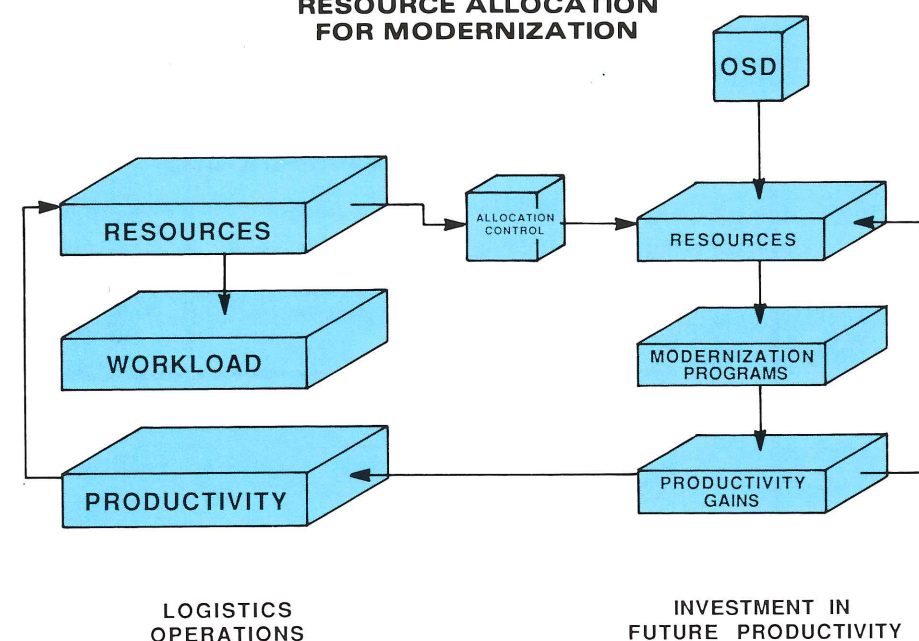 RESOURCE ALLOCATION
FOR MODERNIZATION
OSD
RESOURCES
ALLOCATION
CONTROL
RESOURCES
WORKLOAD
MODERNIZATION
PROGRAMS
PRODUCTIVITY
PRODUCTIVITY
GAINS
LOGISTICS
OPERATIONS
INVESTMENT IN
FUTURE PRODUCTIVITY